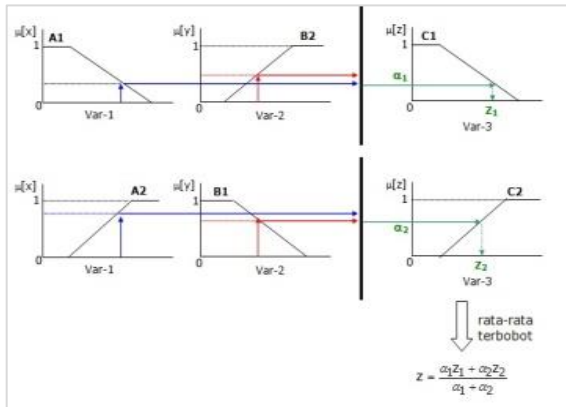 μ[x] A1 μ[y] B2 μ[z] C1
1 1 1
α₁
0 0 0
Var-1 Var-2 Z₁
Var-3
μ[x] A2 μ[y] B1 μ[z] C2
1 1 1
α₂
0 0 0
Var-1 Var-2 Z₂
Var-3
rata-rata
terbobot
z = (α₁z₁ + α₂z₂) / (α₁ + α₂)